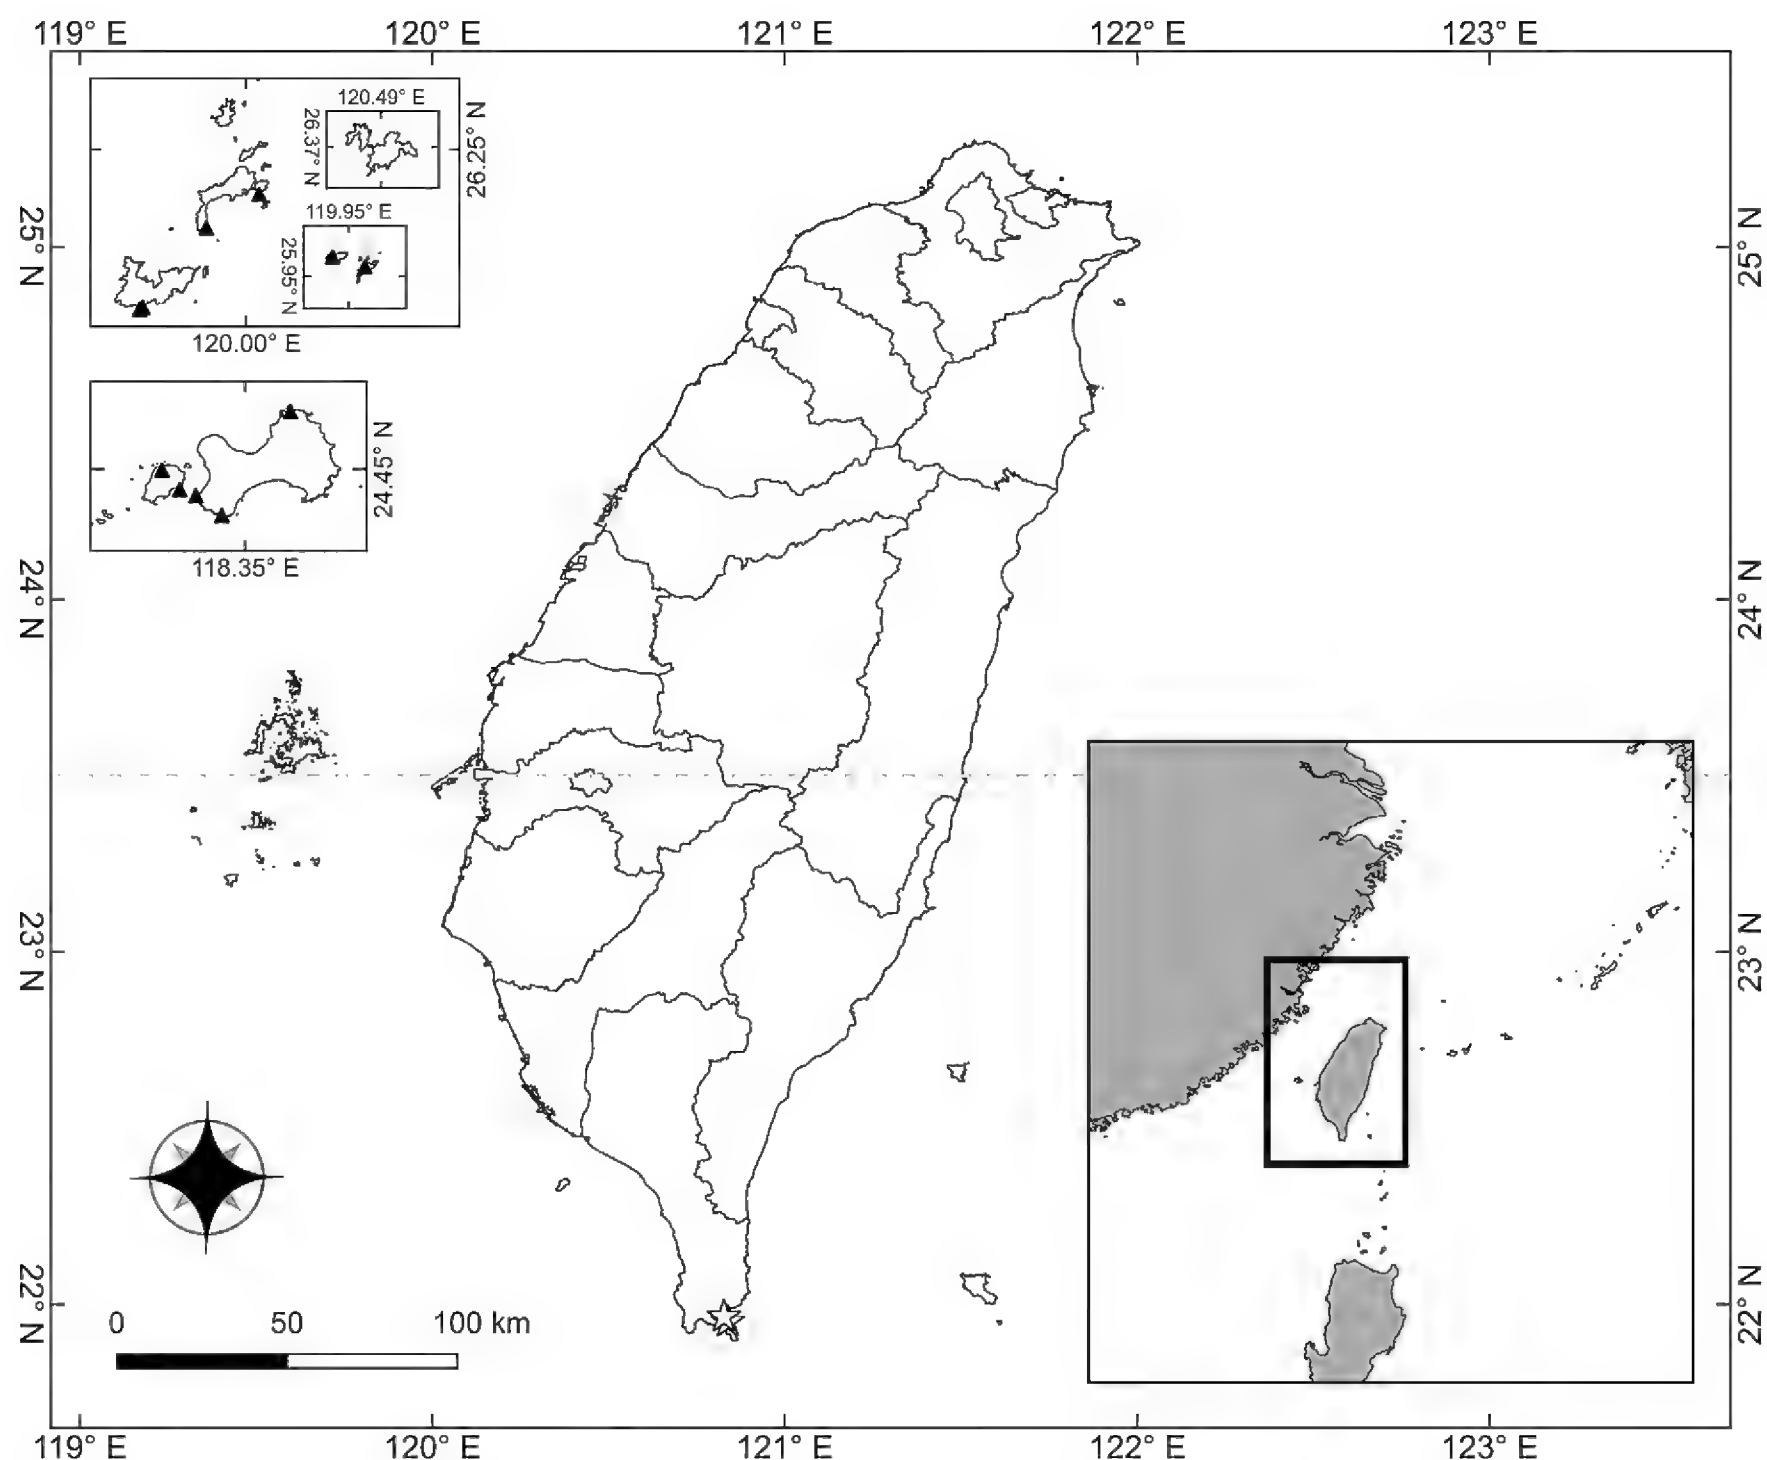 119° E 120° E 121° E 122° E 123° E
120.49° E
26.37° N
26.25° N
119.95° E
25.95° N
120.00° E
25° N 25° N
24.45° N
118.35° E
24° N 24° N
23° N 23° N
22° N 22° N
0 50 100 km
119° E 120° E 121° E 122° E 123° E